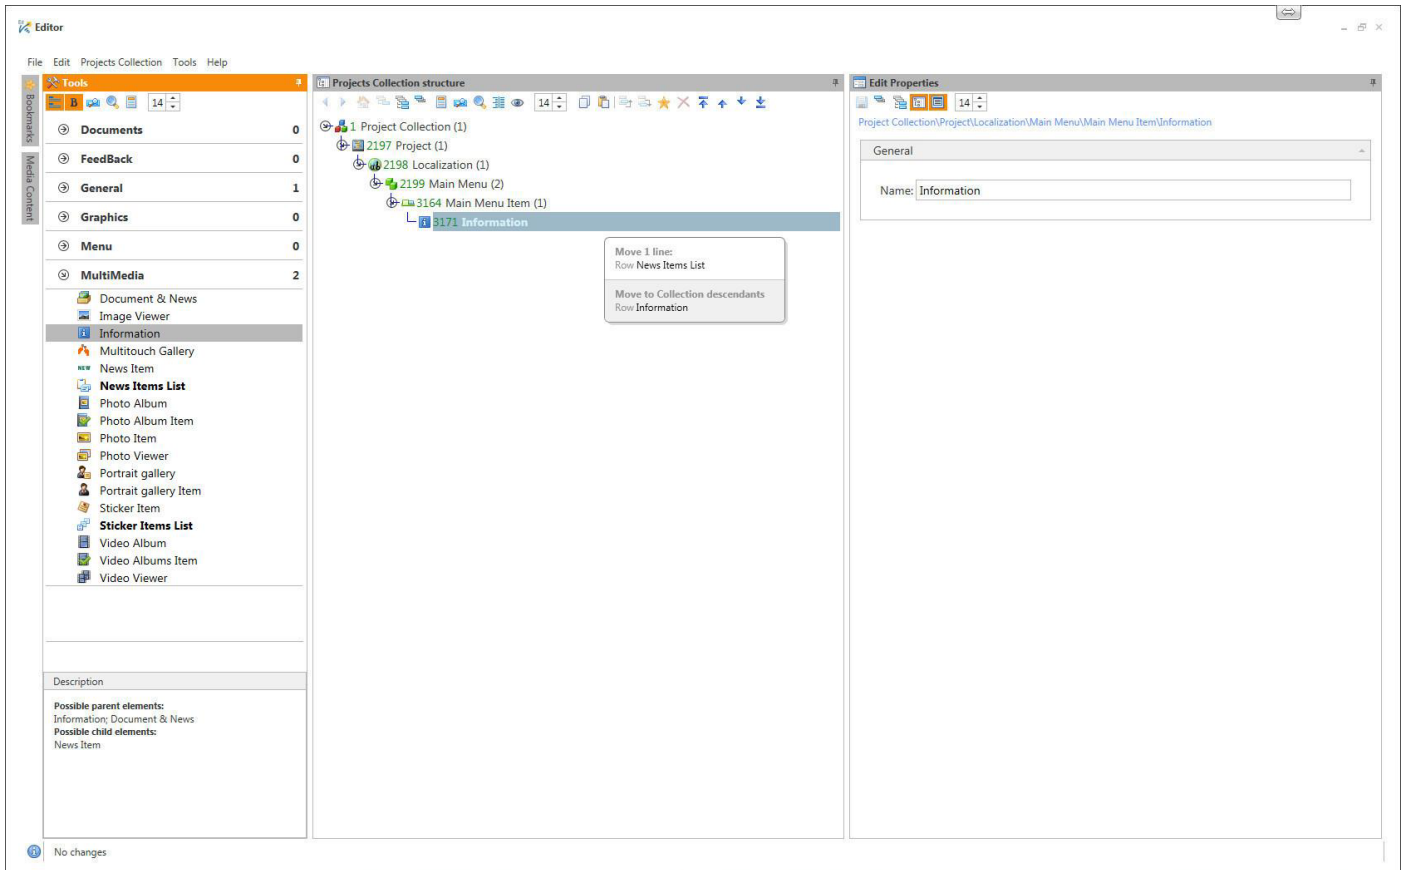 Editor
File Edit Projects Collection Tools Help
Bookmarks
Media Content
Tools
B 14
Documents 0
FeedBack 0
General 1
Graphics 0
Menu 0
MultiMedia 2
Document & News
Image Viewer
Information
Multitouch Gallery
NEW News Item
News Items List
Photo Album
Photo Album Item
Photo Item
Photo Viewer
Portrait gallery
Portrait gallery Item
Sticker Item
Sticker Items List
Video Album
Video Albums Item
Video Viewer
Description
Possible parent elements:
Information; Document & News
Possible child elements:
News Item
Projects Collection structure
14
1 Project Collection (1)
2197 Project (1)
2198 Localization (1)
2199 Main Menu (2)
3164 Main Menu Item (1)
3171 Information
Move 1 line:
Row News Items List
Move to Collection descendants
Row Information
Edit Properties
14
Project Collection\Project\Localization\Main Menu\Main Menu Item\Information
General
Name: Information
No changes